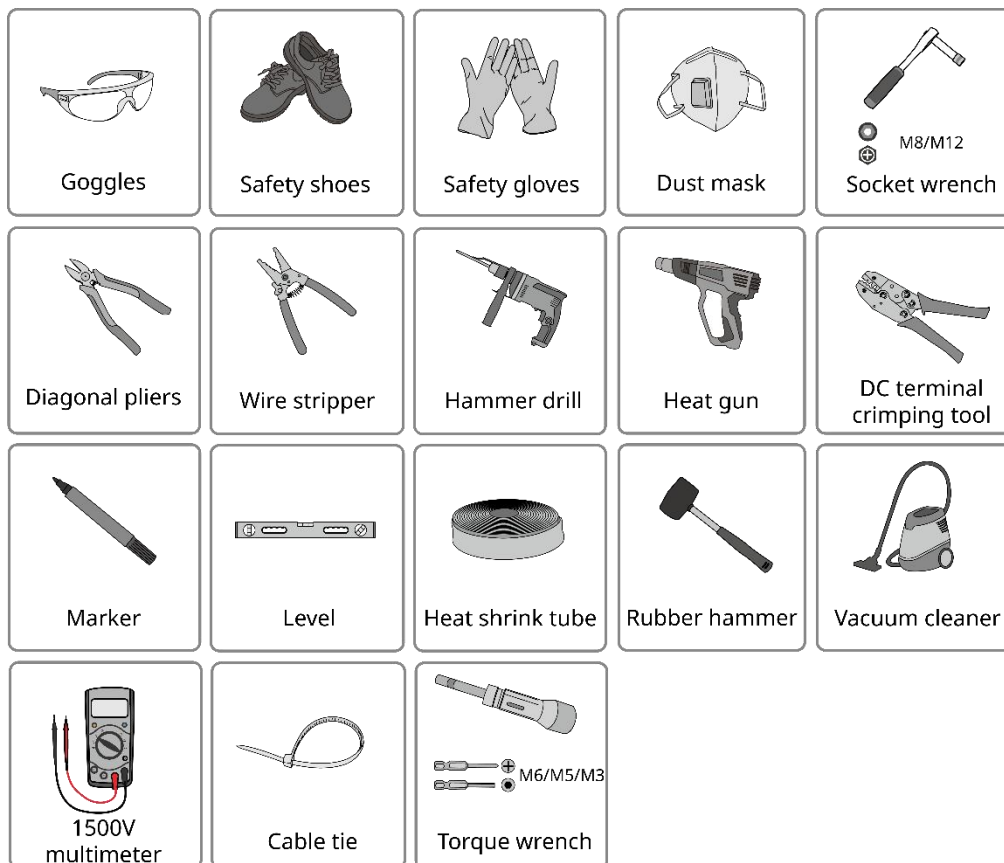 Goggles
Safety shoes
Safety gloves
Dust mask
M8/M12
Socket wrench
Diagonal pliers
Wire stripper
Hammer drill
Heat gun
DC terminal
crimping tool
Marker
Level
Heat shrink tube
Rubber hammer
Vacuum cleaner
1500V
multimeter
Cable tie
M6/M5/M3
Torque wrench